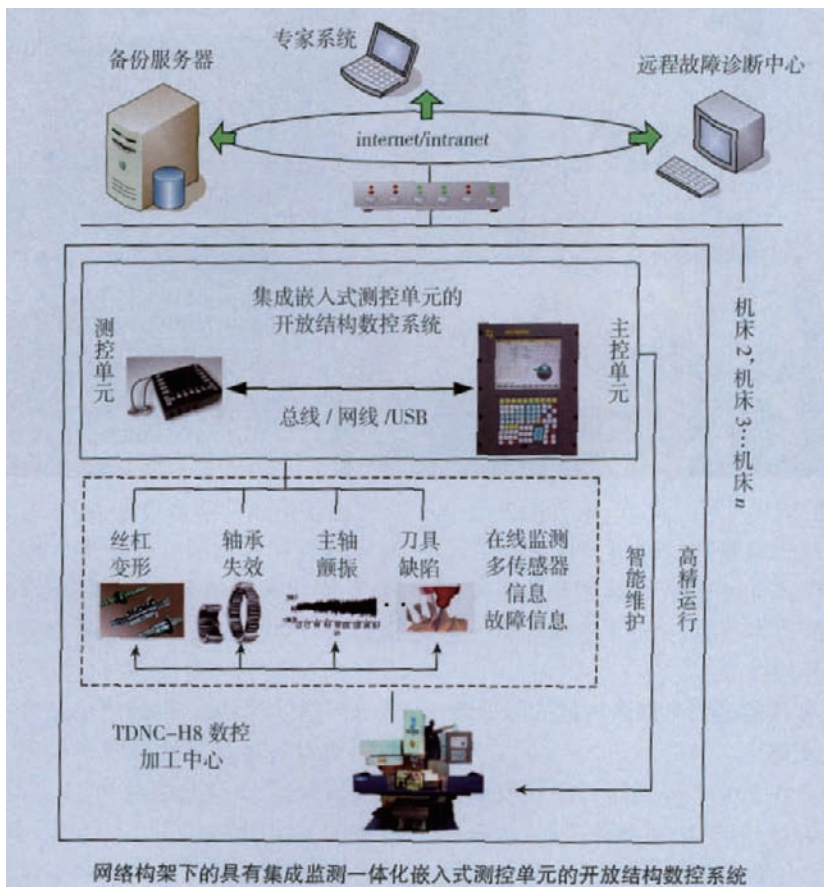 专家系统
备份服务器
远程故障诊断中心
internet/intranet
集成嵌入式测控单元的
开放结构数控系统
测控单元
主控单元
总线 / 网线 /USB
机床2，机床3…机床n
丝杠
变形
轴承
失效
主轴
颤振
刀具
缺陷
在线监测
多传感器
信息
故障信息
智能维护
高精运行
TDNC-H8 数控
加工中心
网络构架下的具有集成监测一体化嵌入式测控单元的开放结构数控系统